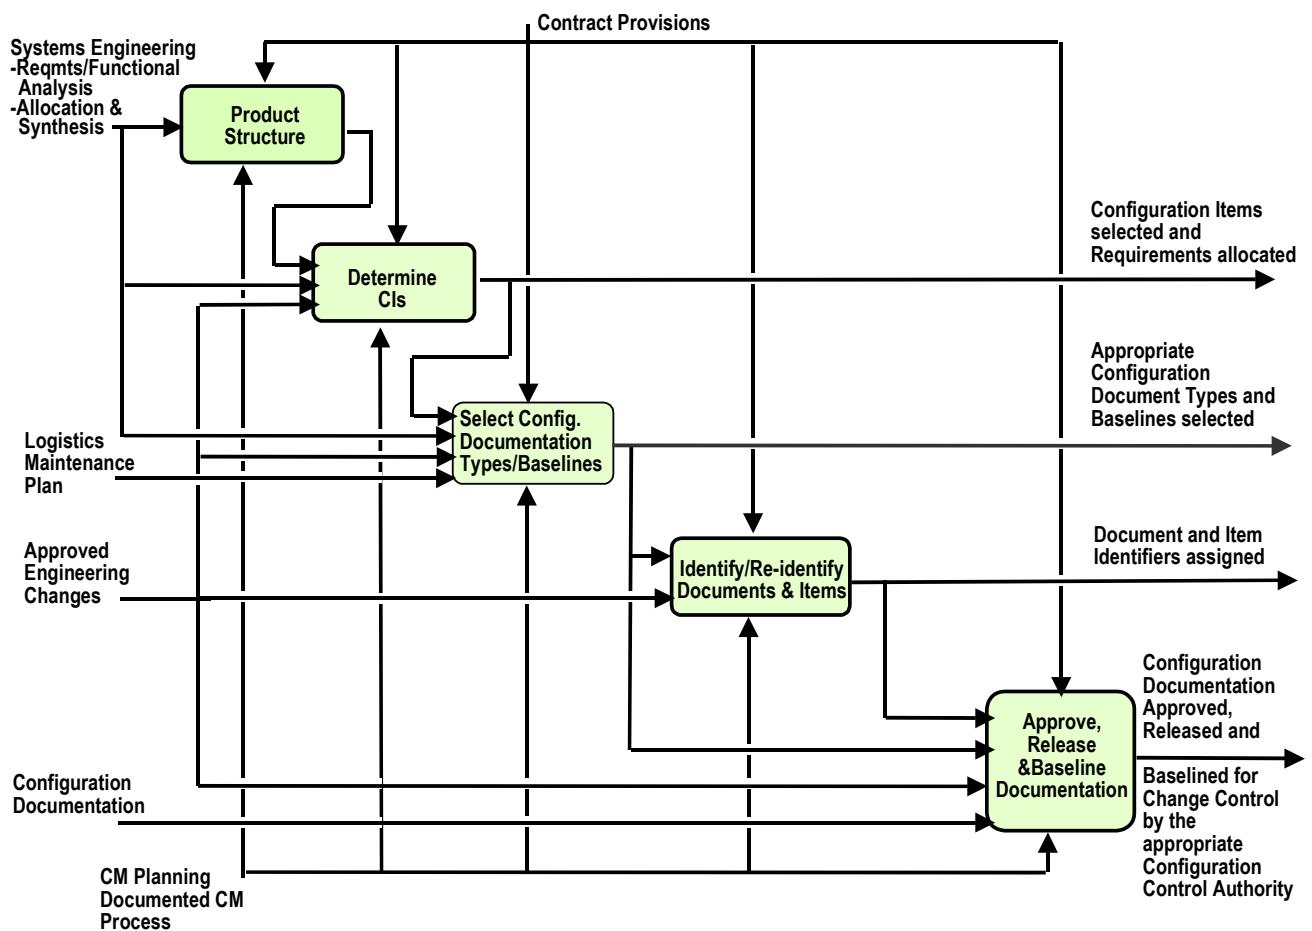 Contract Provisions
Systems Engineering
-Reqmts/Functional
Analysis
-Allocation &
Synthesis
Product
Structure
Configuration Items
selected and
Requirements allocated
Determine
CIs
Appropriate
Configuration
Document Types and
Baselines selected
Select Config.
Documentation
Types/Baselines
Logistics
Maintenance
Plan
Document and Item
Identifiers assigned
Approved
Engineering
Changes
Identify/Re-identify
Documents & Items
Configuration
Documentation
Approved,
Released and
Approve,
Release
&Baseline
Documentation
Baselined for
Change Control
by the
appropriate
Configuration
Control Authority
Configuration
Documentation
CM Planning
Documented CM
Process